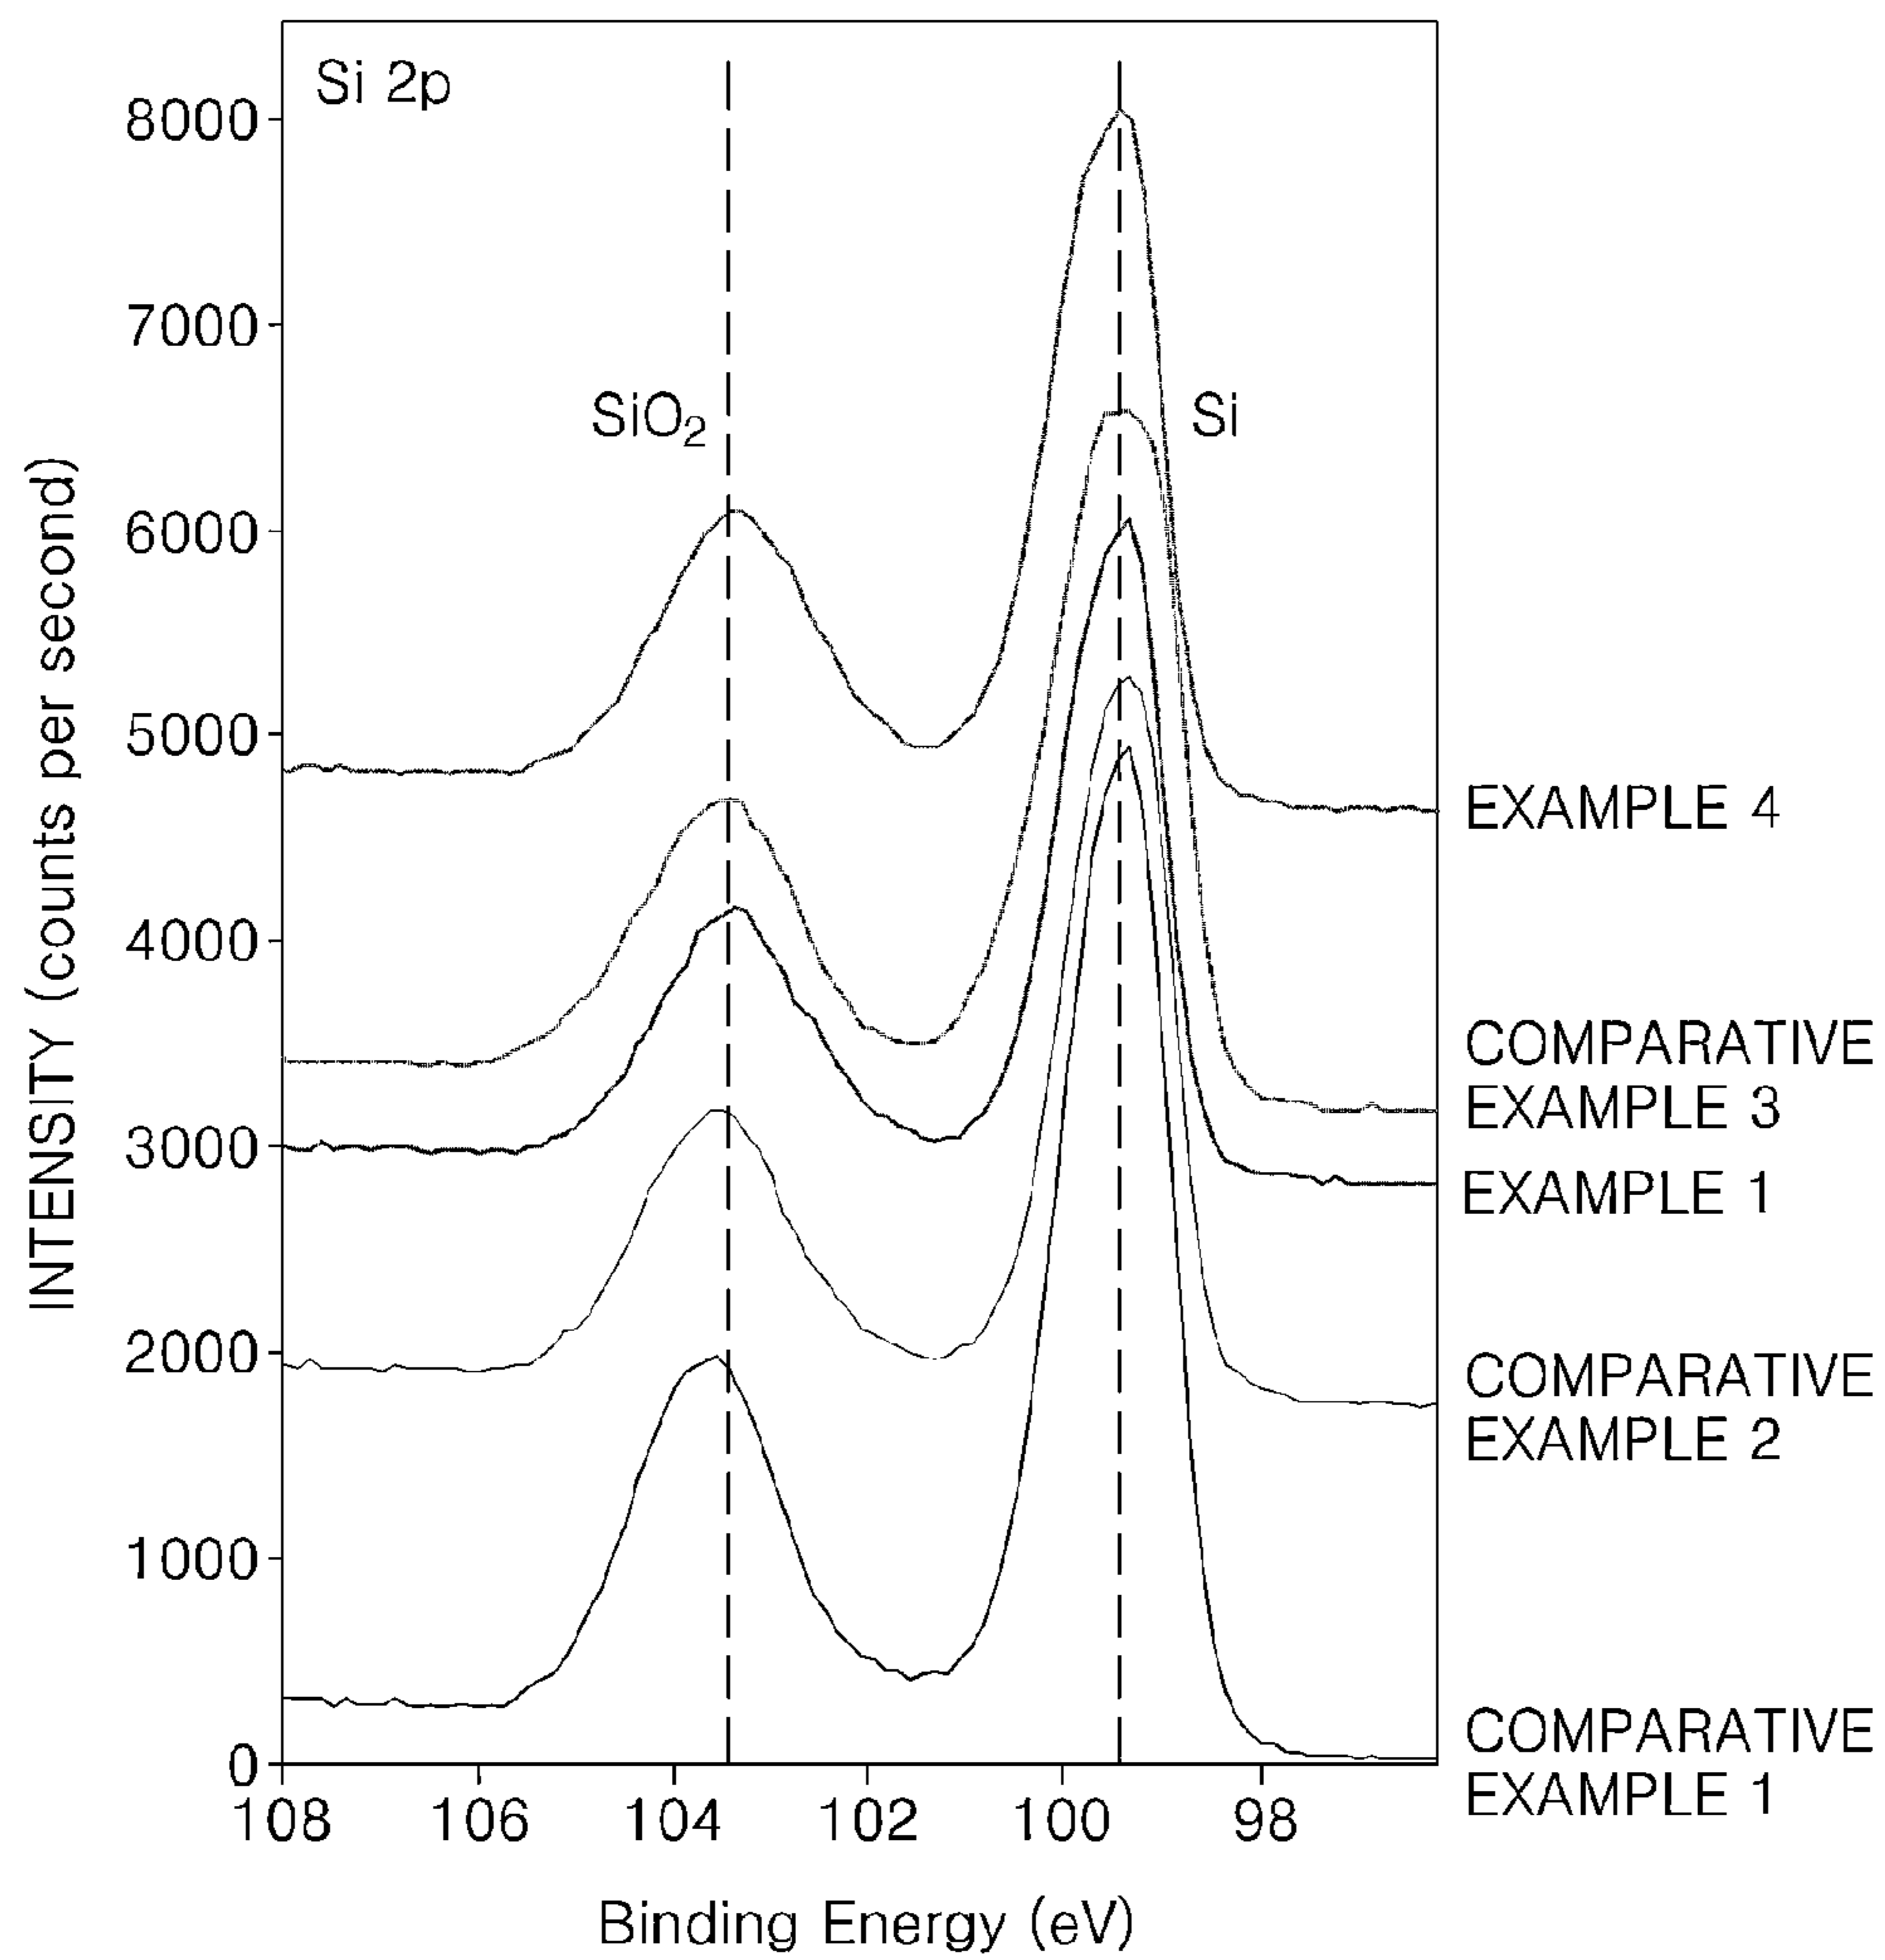 Si 2p
8000
7000
6000
5000
4000
3000
2000
1000
0
INTENSITY (counts per second)
SiO₂
Si
EXAMPLE 4
COMPARATIVE
EXAMPLE 3
EXAMPLE 1
COMPARATIVE
EXAMPLE 2
COMPARATIVE
EXAMPLE 1
108 106 104 102 100 98
Binding Energy (eV)